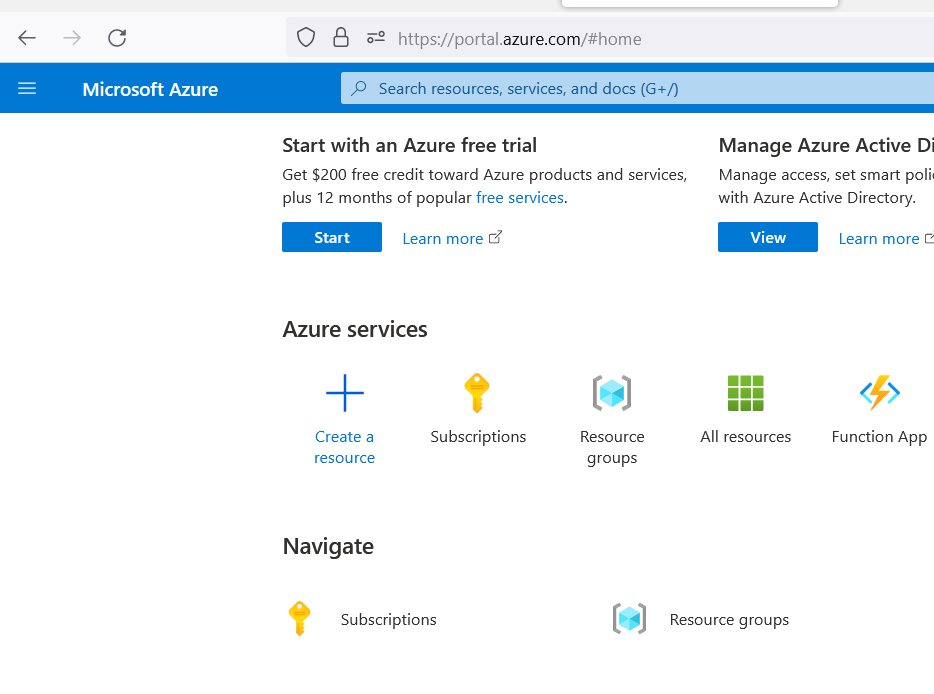 https://portal.azure.com/#home
Microsoft Azure
Search resources, services, and docs (G+/)
Start with an Azure free trial
Get $200 free credit toward Azure products and services,
plus 12 months of popular free services.
Start
Learn more
Manage Azure Active Di
Manage access, set smart poli
with Azure Active Directory.
View
Learn more
Azure services
Create a
resource
Subscriptions
Resource
groups
All resources
Function App
Navigate
Subscriptions
Resource groups